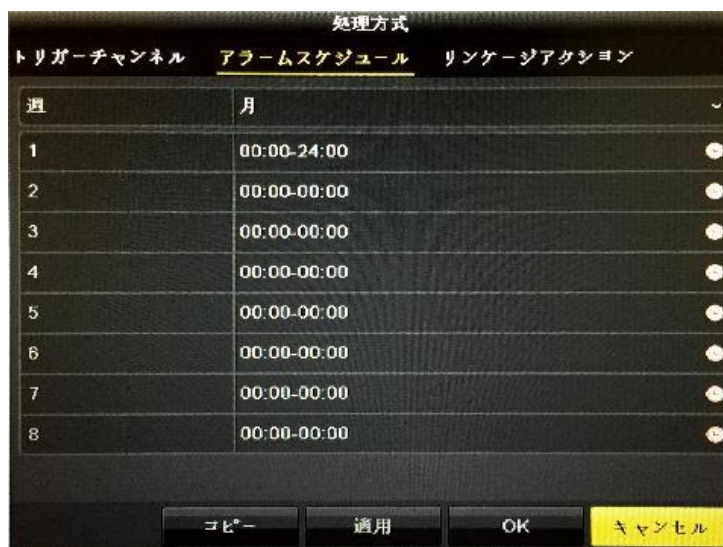 処理方式
トリガーチャンネル アラームスケジュール リンケージアクション
週 月
1 00:00-24:00
2 00:00-00:00
3 00:00-00:00
4 00:00-00:00
5 00:00-00:00
6 00:00-00:00
7 00:00-00:00
8 00:00-00:00
コピー 適用 OK キャンセル